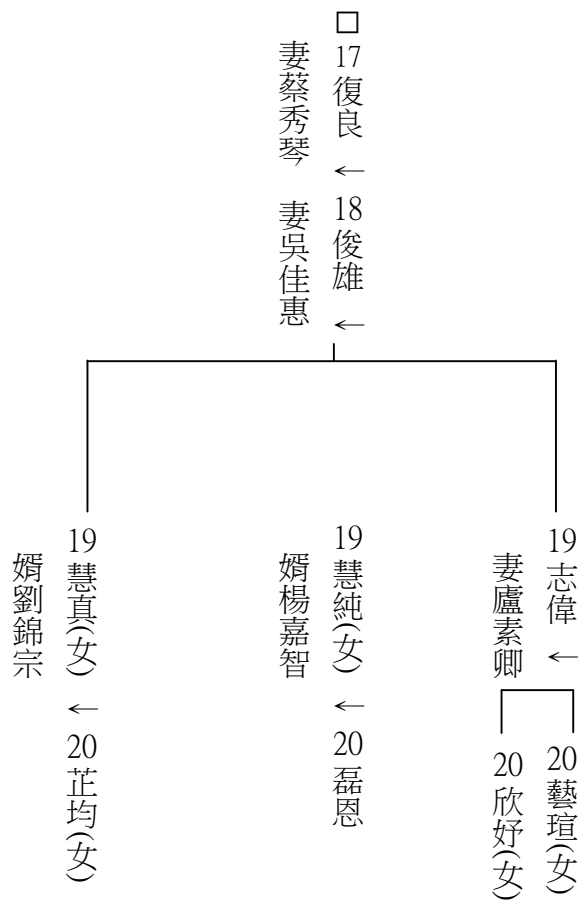 □ 17 復良 ← 18 俊雄 ←
妻蔡秀琴 妻吳佳惠
19 志偉 ←
妻盧素卿
20 藝瑄(女)
20 欣妤(女)
19 慧純(女) ← 20 磊恩
婿楊嘉智
19 慧真(女) ← 20 芷均(女)
婿劉錦宗